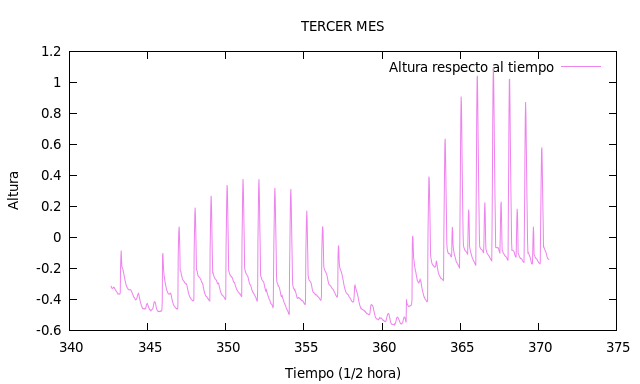 TERCER MES
Altura respecto al tiempo
1.2
1
0.8
0.6
0.4
0.2
0
-0.2
-0.4
-0.6
Altura
340 345 350 355 360 365 370 375
Tiempo (1/2 hora)